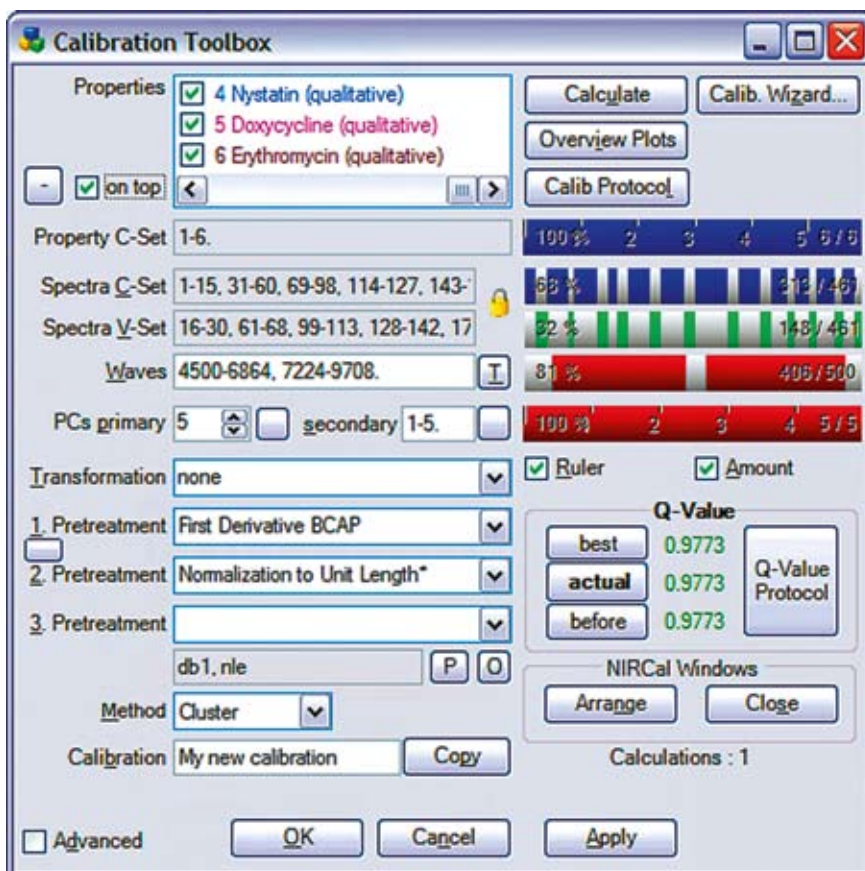 Calibration Toolbox
Properties
4 Nystatin (qualitative)
5 Doxycycline (qualitative)
6 Erythromycin (qualitative)
Calculate
Calib. Wizard...
Overview Plots
Calib Protocol
-
on top
Property C-Set
1-6.
100 % 2 3 4 5 6 / 6
Spectra C-Set
1-15, 31-60, 69-98, 114-127, 143-
68 % 313 / 461
Spectra V-Set
16-30, 61-68, 99-113, 128-142, 17
32 % 148 / 461
Waves
4500-6864, 7224-9708.
T
81 % 406 / 500
PCs primary
5
secondary
1-5.
100 % 2 3 4 5 / 5
Transformation
none
Ruler
Amount
1. Pretreatment
First Derivative BCAP
2. Pretreatment
Normalization to Unit Length*
3. Pretreatment
Q-Value
best 0.9773
actual 0.9773
before 0.9773
Q-Value
Protocol
db1, nle
P
O
Method
Cluster
NIRCal Windows
Arrange
Close
Calibration
My new calibration
Copy
Calculations : 1
Advanced
OK
Cancel
Apply